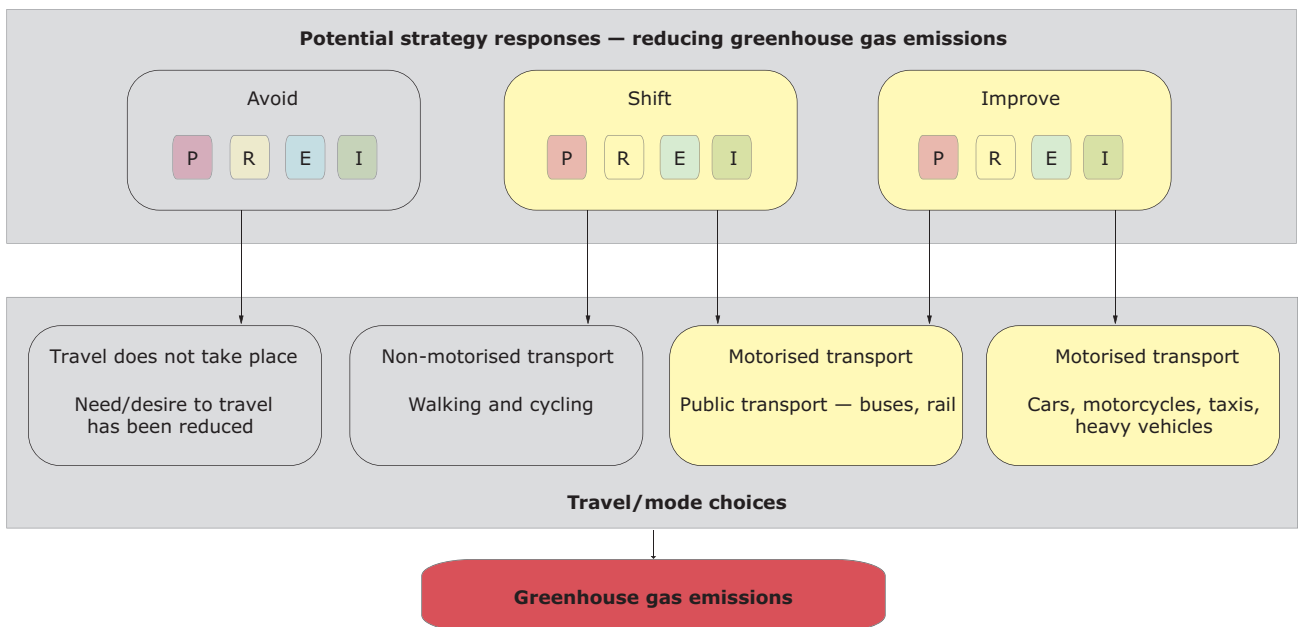 Potential strategy responses — reducing greenhouse gas emissions
Avoid
P R E I
Shift
P R E I
Improve
P R E I
Travel does not take place
Need/desire to travel
has been reduced
Non-motorised transport
Walking and cycling
Motorised transport
Public transport — buses, rail
Motorised transport
Cars, motorcycles, taxis,
heavy vehicles
Travel/mode choices
Greenhouse gas emissions